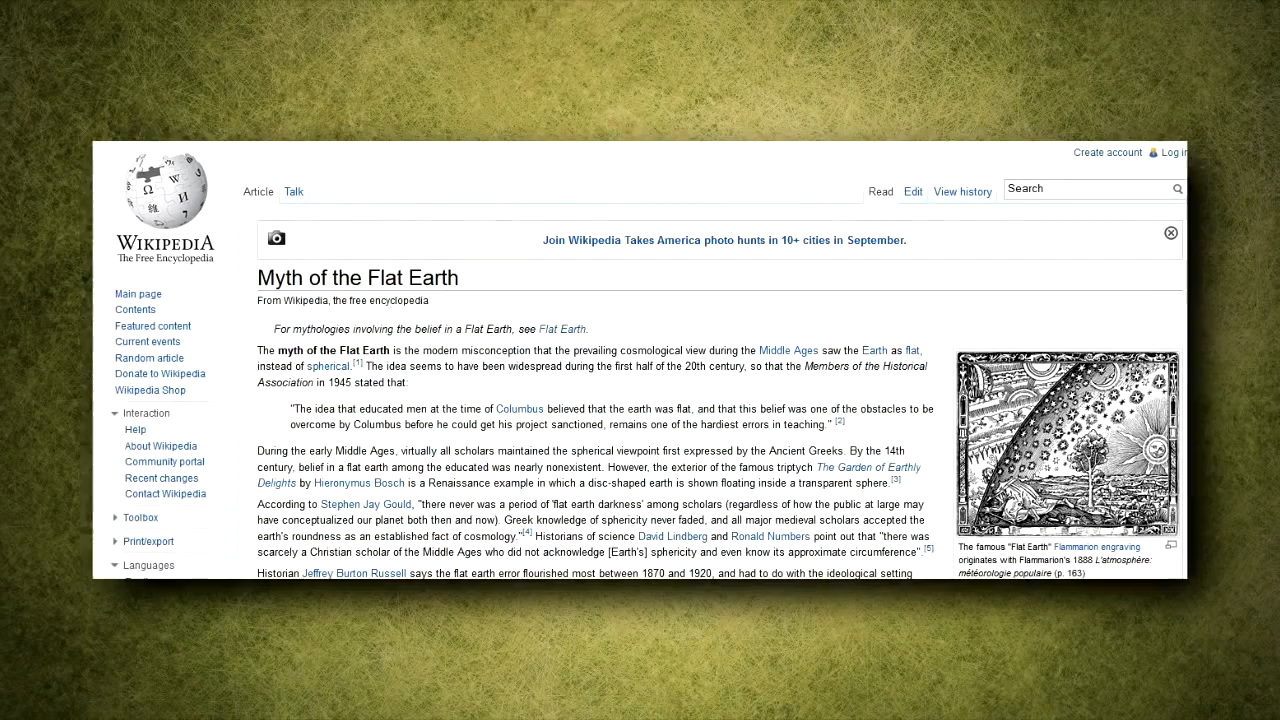 Create account Log in
Article Talk Read Edit View history Search
WIKIPEDIA
The Free Encyclopedia
Join Wikipedia Takes America photo hunts in 10+ cities in September.
Main page
Contents
Featured content
Current events
Random article
Donate to Wikipedia
Wikipedia Shop
Interaction
Help
About Wikipedia
Community portal
Recent changes
Contact Wikipedia
Toolbox
Print/export
Languages
Myth of the Flat Earth
From Wikipedia, the free encyclopedia
For mythologies involving the belief in a Flat Earth, see Flat Earth.
The myth of the Flat Earth is the modern misconception that the prevailing cosmological view during the Middle Ages saw the Earth as flat,
instead of spherical.[1] The idea seems to have been widespread during the first half of the 20th century, so that the Members of the Historical
Association in 1945 stated that:
"The idea that educated men at the time of Columbus believed that the earth was flat, and that this belief was one of the obstacles to be
overcome by Columbus before he could get his project sanctioned, remains one of the hardiest errors in teaching." [2]
During the early Middle Ages, virtually all scholars maintained the spherical viewpoint first expressed by the Ancient Greeks. By the 14th
century, belief in a flat earth among the educated was nearly nonexistent. However, the exterior of the famous triptych The Garden of Earthly
Delights by Hieronymus Bosch is a Renaissance example in which a disc-shaped earth is shown floating inside a transparent sphere.[3]
According to Stephen Jay Gould, "there never was a period of 'flat earth darkness' among scholars (regardless of how the public at large may
have conceptualized our planet both then and now). Greek knowledge of sphericity never faded, and all major medieval scholars accepted the
earth's roundness as an established fact of cosmology."[4] Historians of science David Lindberg and Ronald Numbers point out that "there was
scarcely a Christian scholar of the Middle Ages who did not acknowledge [Earth's] sphericity and even know its approximate circumference".[5]
Historian Jeffrey Burton Russell says the flat earth error flourished most between 1870 and 1920, and had to do with the ideological setting
The famous "Flat Earth" Flammarion engraving
originates with Flammarion's 1888 L'atmosphère:
météorologie populaire (p. 163)